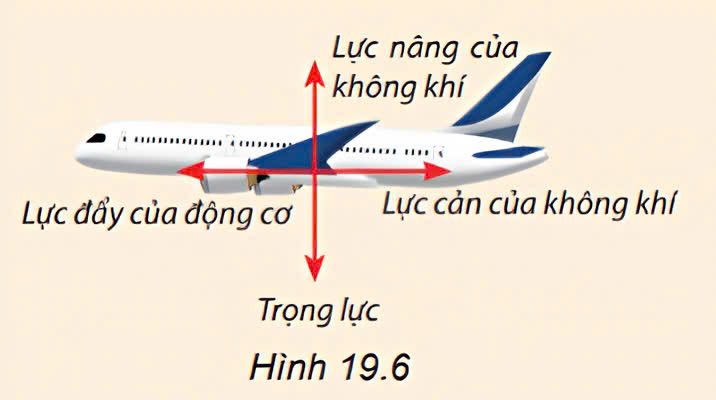 Lực nâng của
không khí
Lực đẩy của động cơ
Lực cản của không khí
Trọng lực
Hình 19.6